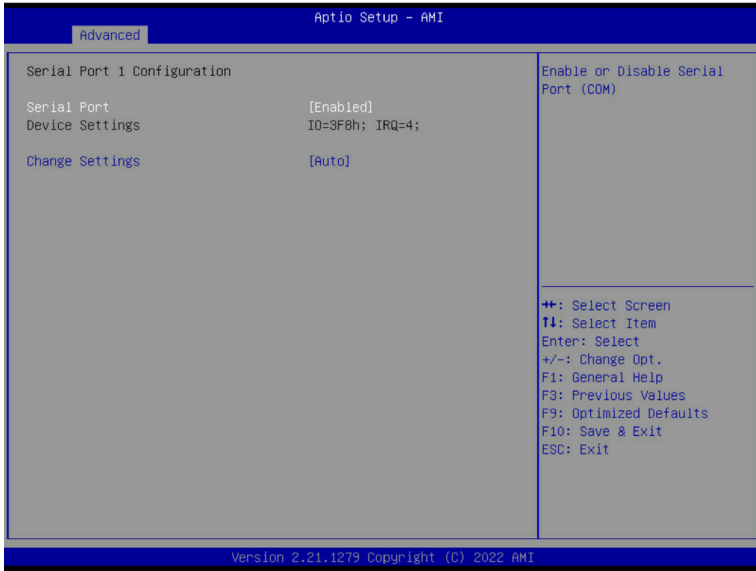 Aptio Setup - AMI
Advanced
Serial Port 1 Configuration
Serial Port [Enabled]
Device Settings IO=3F8h; IRQ=4;
Change Settings [Auto]
Enable or Disable Serial
Port (COM)
→←: Select Screen
↑↓: Select Item
Enter: Select
+/-: Change Opt.
F1: General Help
F3: Previous Values
F9: Optimized Defaults
F10: Save & Exit
ESC: Exit
Version 2.21.1279 Copyright (C) 2022 AMI